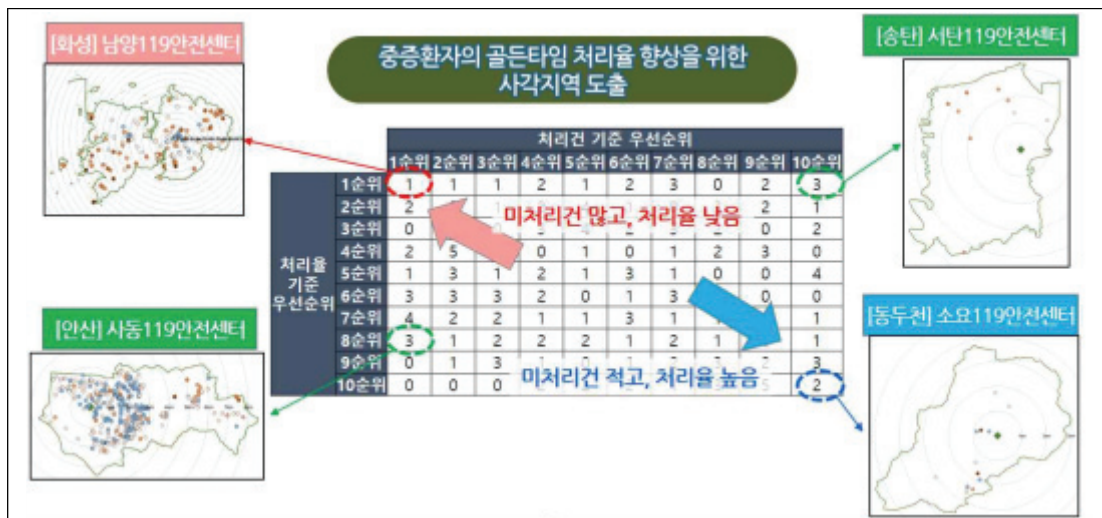 [화성] 남양119안전센터
[송탄] 서탄119안전센터
중증환자의 골든타임 처리율 향상을 위한
사각지역 도출
처리건 기준 우선순위
1순위 2순위 3순위 4순위 5순위 6순위 7순위 8순위 9순위 10순위
처리율
기준
우선순위
1순위 1 1 1 2 1 2 3 0 2 3
2순위 2 1 2 1
미처리건 많고, 처리율 낮음
3순위 0 0 2
4순위 2 5 0 1 0 1 2 3 0
5순위 1 3 1 2 1 3 1 0 0 4
6순위 3 3 3 2 0 1 3 0 0
7순위 4 2 2 1 1 3 1 1
8순위 3 1 2 2 2 1 2 1 1
9순위 0 1 3 3
미처리건 적고, 처리율 높음
10순위 0 0 0 5 2
[안산] 사동119안전센터
[동두천] 소요119안전센터